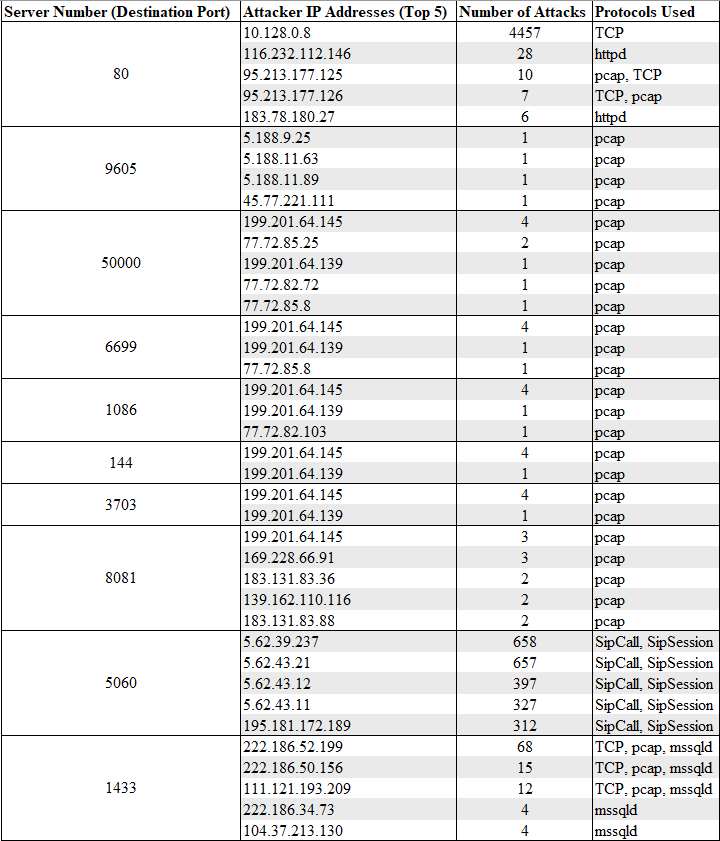 Server Number (Destination Port) Attacker IP Addresses (Top 5) Number of Attacks Protocols Used
80 10.128.0.8 4457 TCP
116.232.112.146 28 httpd
95.213.177.125 10 pcap, TCP
95.213.177.126 7 TCP, pcap
183.78.180.27 6 httpd
9605 5.188.9.25 1 pcap
5.188.11.63 1 pcap
5.188.11.89 1 pcap
45.77.221.111 1 pcap
50000 199.201.64.145 4 pcap
77.72.85.25 2 pcap
199.201.64.139 1 pcap
77.72.82.72 1 pcap
77.72.85.8 1 pcap
6699 199.201.64.145 4 pcap
199.201.64.139 1 pcap
77.72.85.8 1 pcap
1086 199.201.64.145 4 pcap
199.201.64.139 1 pcap
77.72.82.103 1 pcap
144 199.201.64.145 4 pcap
199.201.64.139 1 pcap
3703 199.201.64.145 4 pcap
199.201.64.139 1 pcap
8081 199.201.64.145 3 pcap
169.228.66.91 3 pcap
183.131.83.36 2 pcap
139.162.110.116 2 pcap
183.131.83.88 2 pcap
5060 5.62.39.237 658 SipCall, SipSession
5.62.43.21 657 SipCall, SipSession
5.62.43.12 397 SipCall, SipSession
5.62.43.11 327 SipCall, SipSession
195.181.172.189 312 SipCall, SipSession
1433 222.186.52.199 68 TCP, pcap, mssqld
222.186.50.156 15 TCP, pcap, mssqld
111.121.193.209 12 TCP, pcap, mssqld
222.186.34.73 4 mssqld
104.37.213.130 4 mssqld